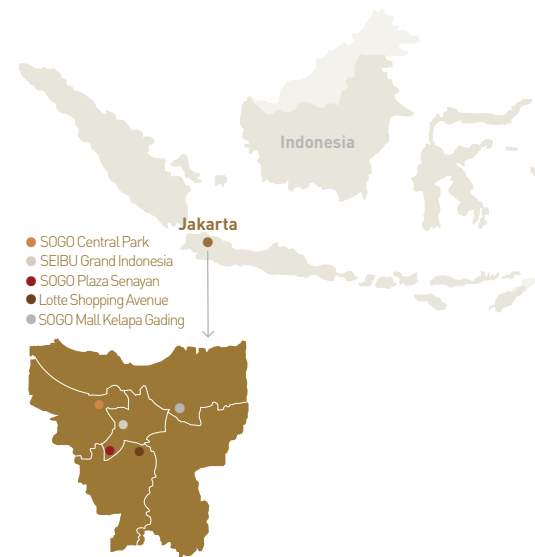 Indonesia
Jakarta
SOGO Central Park
SEIBU Grand Indonesia
SOGO Plaza Senayan
Lotte Shopping Avenue
SOGO Mall Kelapa Gading